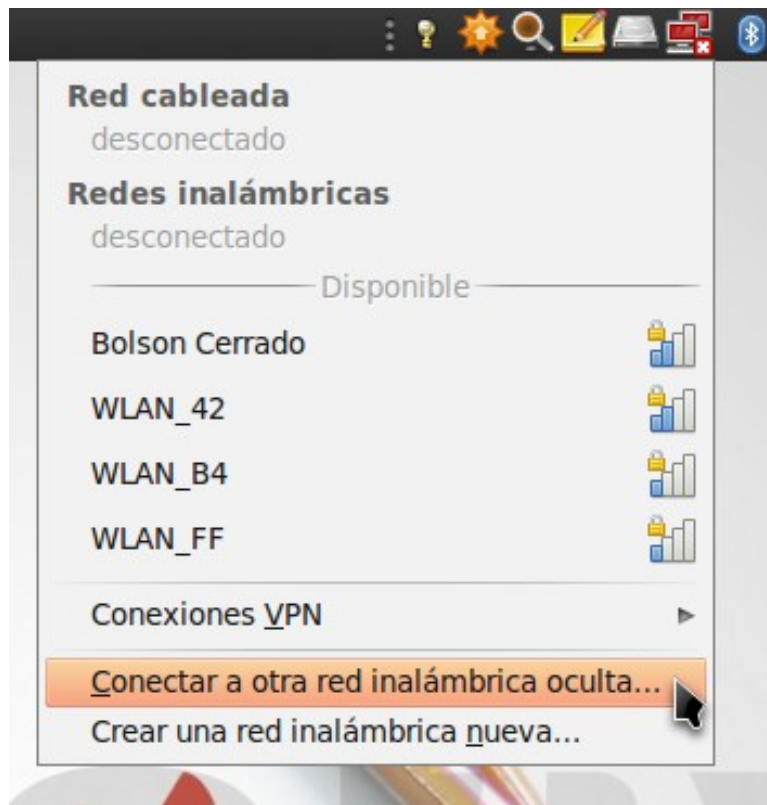 Red cableada
desconectado
Redes inalámbricas
desconectado
Disponible
Bolson Cerrado
WLAN_42
WLAN_B4
WLAN_FF
Conexiones VPN
Conectar a otra red inalámbrica oculta...
Crear una red inalámbrica nueva...